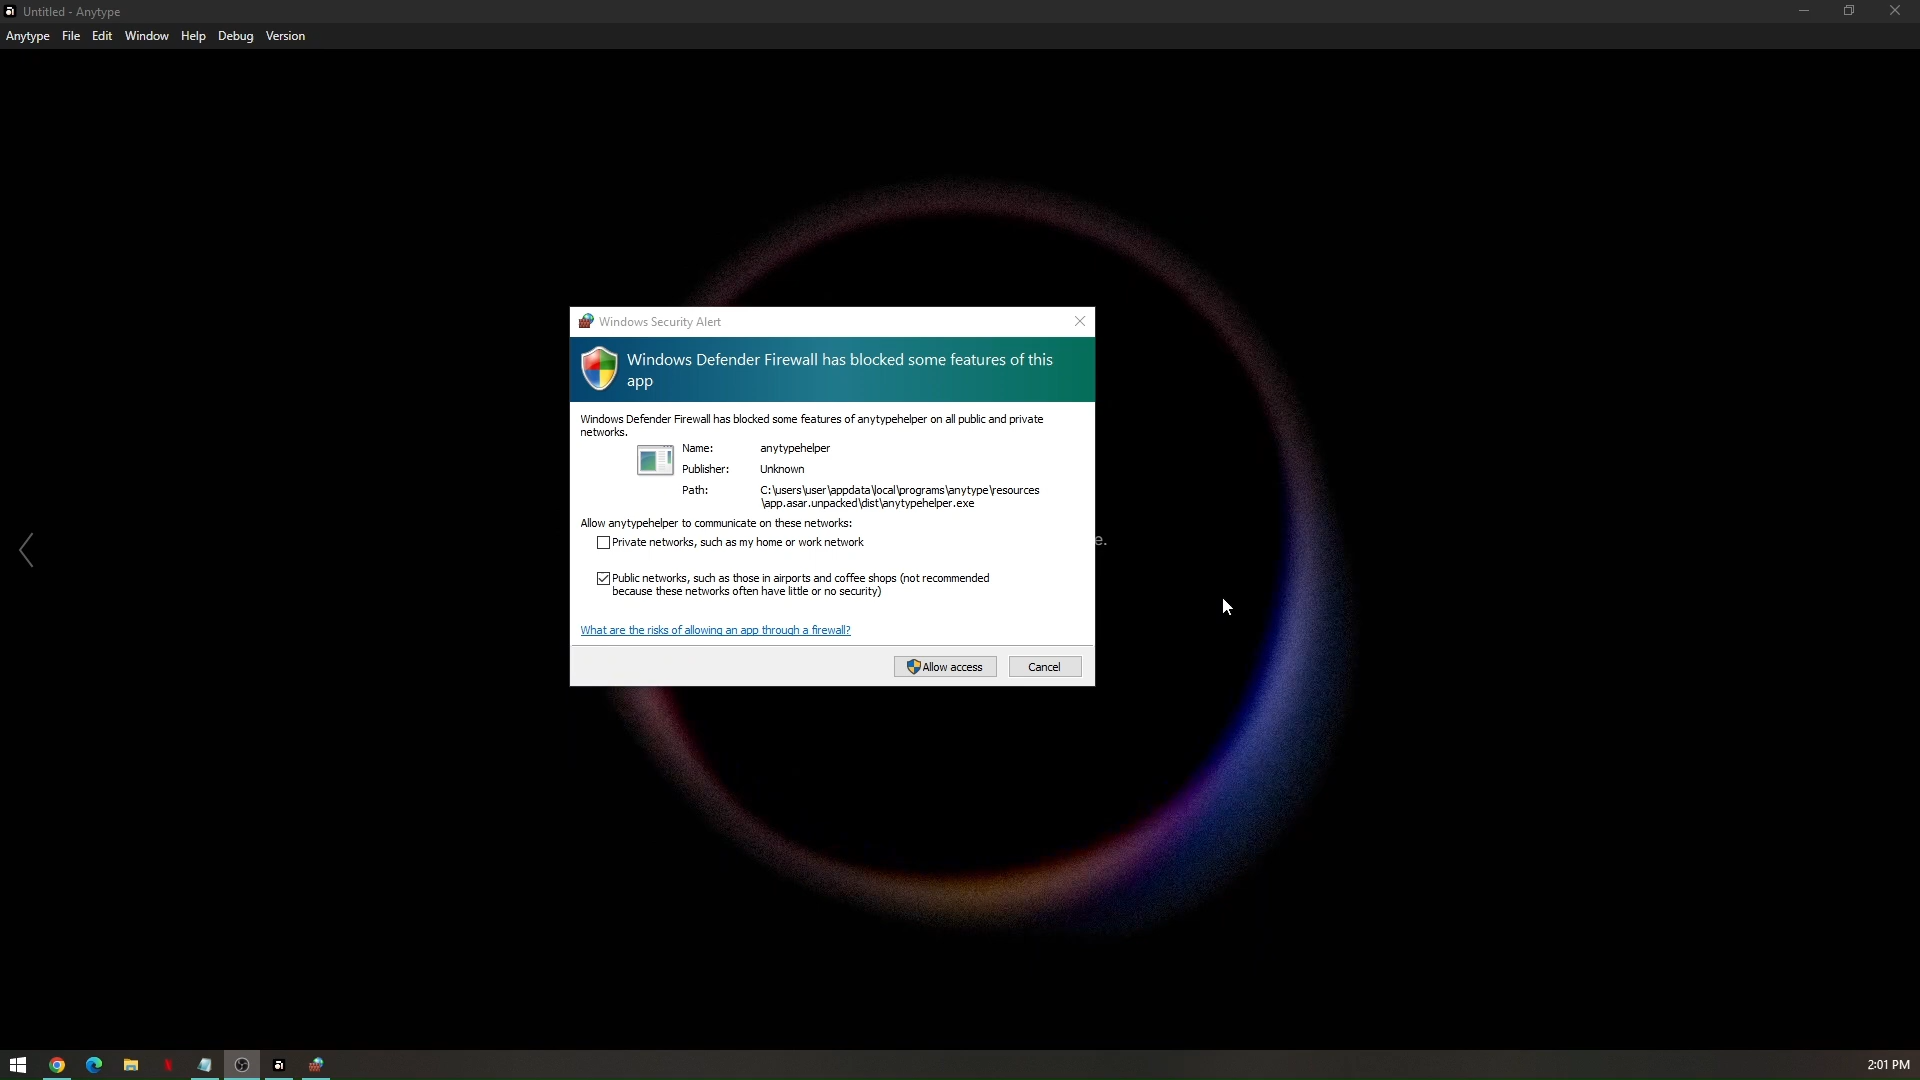 Untitled - Anytype
Anytype File Edit Window Help Debug Version
Windows Security Alert
Windows Defender Firewall has blocked some features of this
app
Windows Defender Firewall has blocked some features of anytypehelper on all public and private
networks.
Name: anytypehelper
Publisher: Unknown
Path: C:\users\user\appdata\local\programs\anytype\resources
\app.asar.unpacked\dist\anytypehelper.exe
Allow anytypehelper to communicate on these networks:
Private networks, such as my home or work network
e.
Public networks, such as those in airports and coffee shops (not recommended
because these networks often have little or no security)
What are the risks of allowing an app through a firewall?
Allow access Cancel
2:01 PM